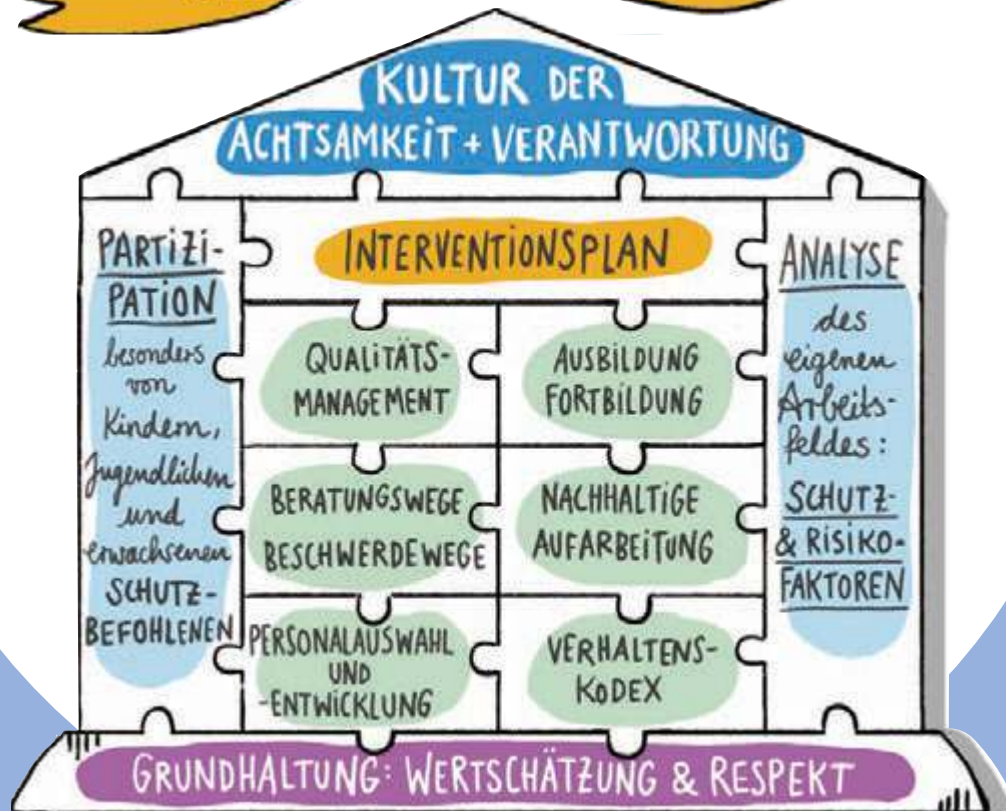 KULTUR DER
ACHTSAMKEIT + VERANTWORTUNG
PARTIZI-
PATION
besonders
von
Kindern,
Jugendlichen
und
erwachsenen
SCHUTZ-
BEFOHLENEN
INTERVENTIONSPLAN
QUALITÄTS-
MANAGEMENT
AUSBILDUNG
FORTBILDUNG
BERATUNGSWEGE
BESCHWERDEWEGE
NACHHALTIGE
AUFARBEITUNG
PERSONALAUSWAHL
UND
-ENTWICKLUNG
VERHALTENS-
KODEX
ANALYSE
des
eigenen
Arbeits-
feldes:
SCHUTZ-
& RISIKO-
FAKTOREN
GRUNDHALTUNG: WERTSCHÄTZUNG & RESPEKT